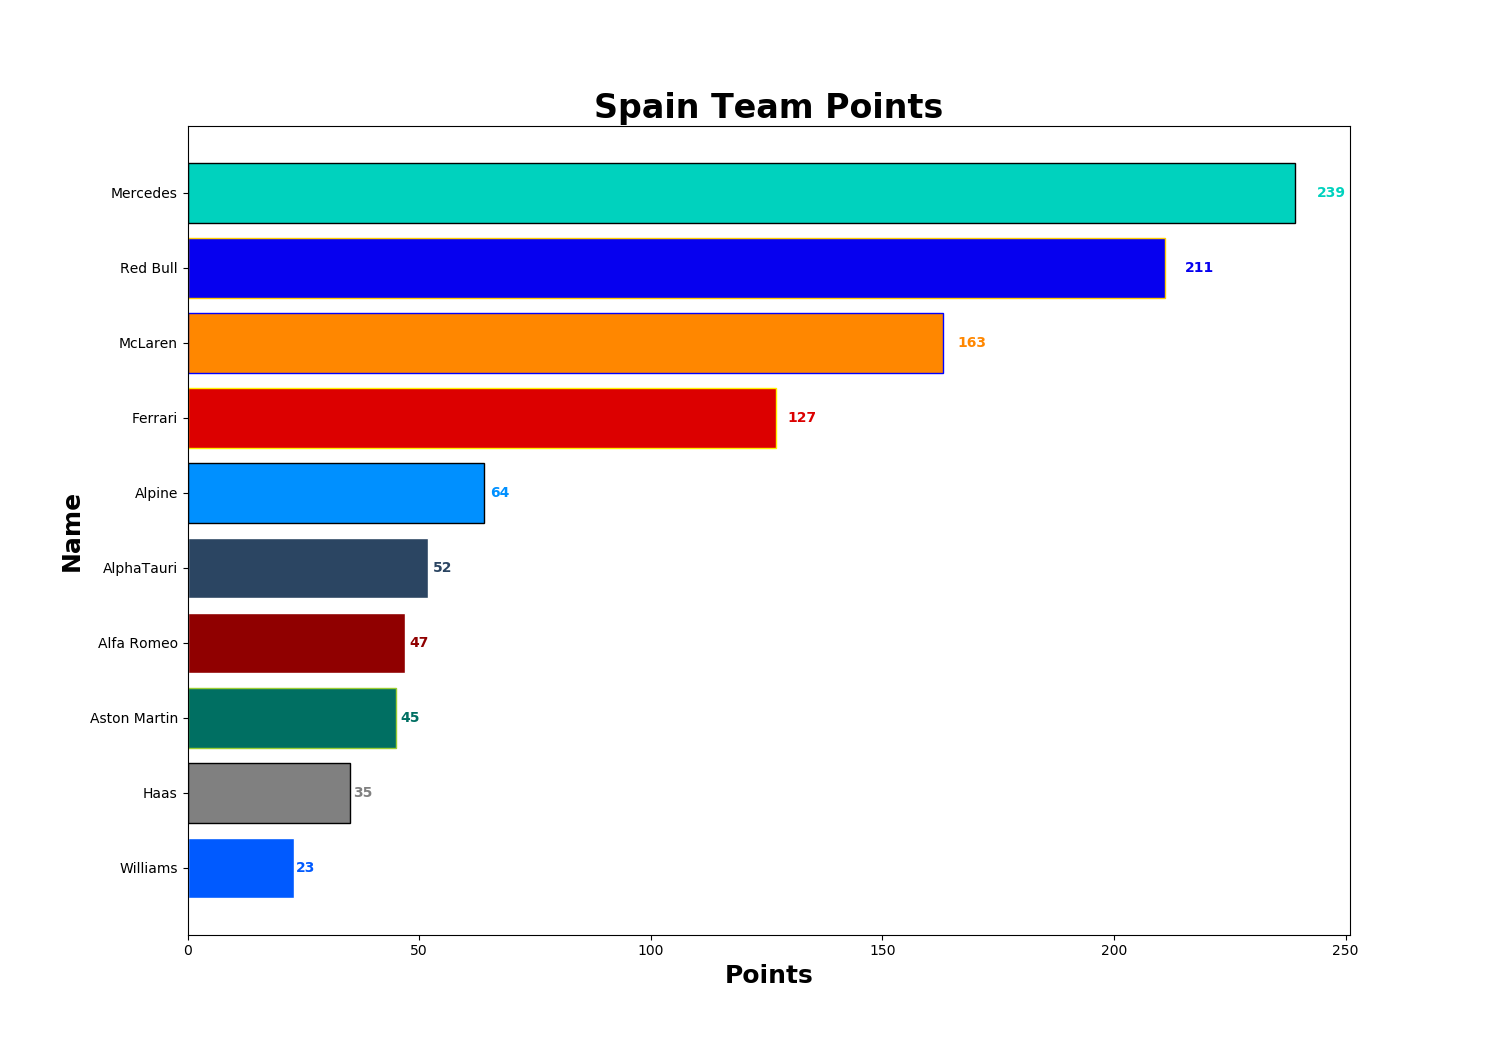 Spain Team Points
Mercedes 239
Red Bull 211
McLaren 163
Ferrari 127
Alpine 64
AlphaTauri 52
Alfa Romeo 47
Aston Martin 45
Haas 35
Williams 23
Name
0 50 100 150 200 250
Points